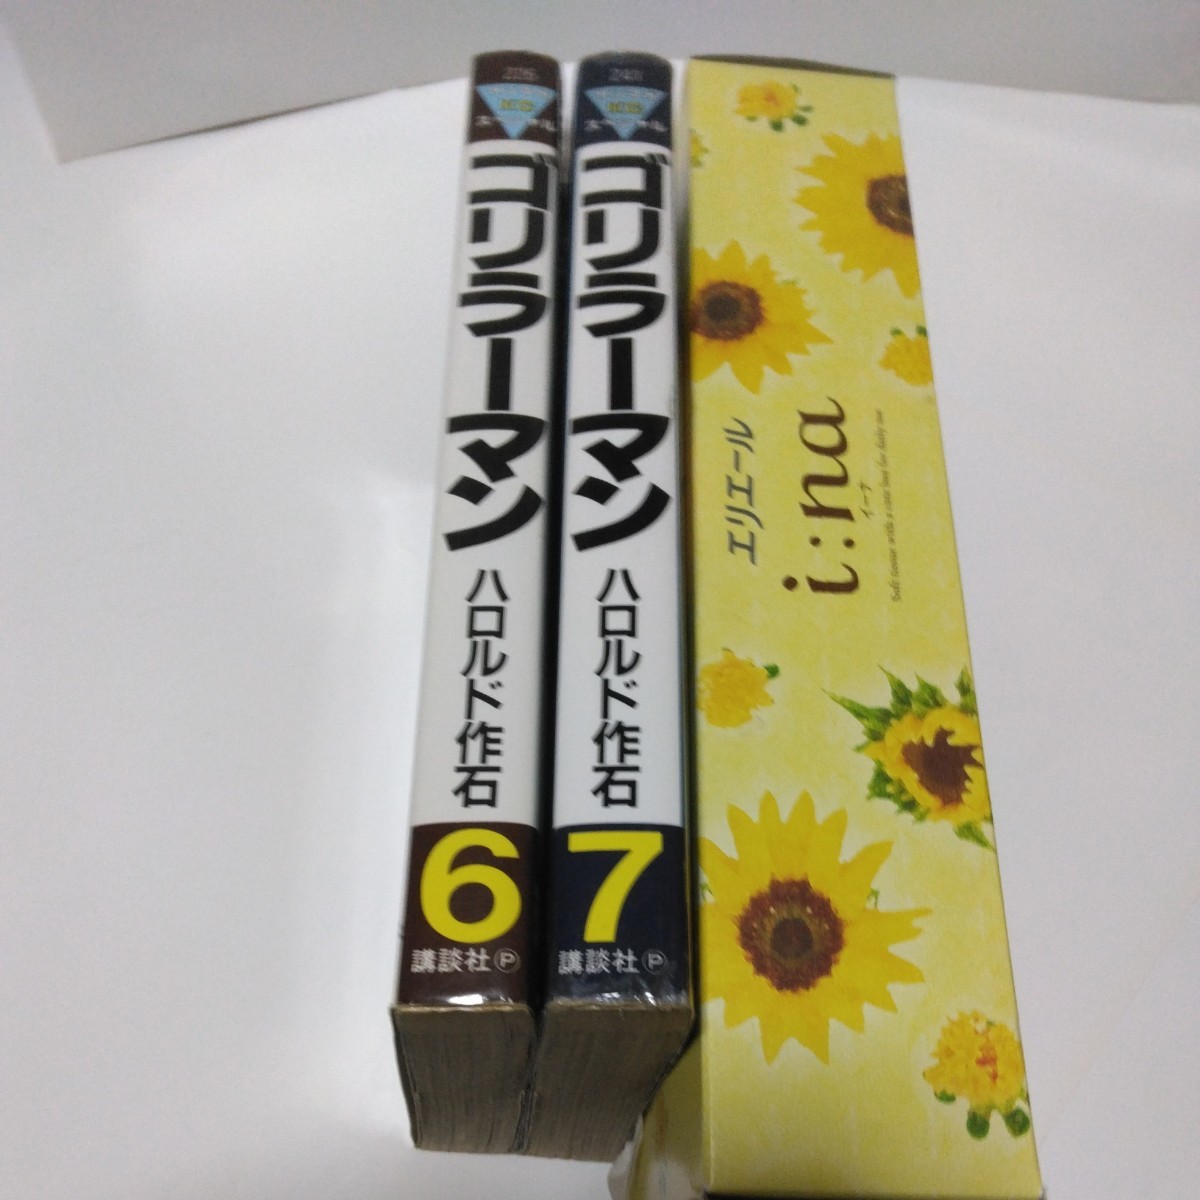 ゴリラーマン
ハロルド作石
6
講談社 P
ゴリラーマン
ハロルド作石
7
講談社 P
エリエール
i:na
イーナ